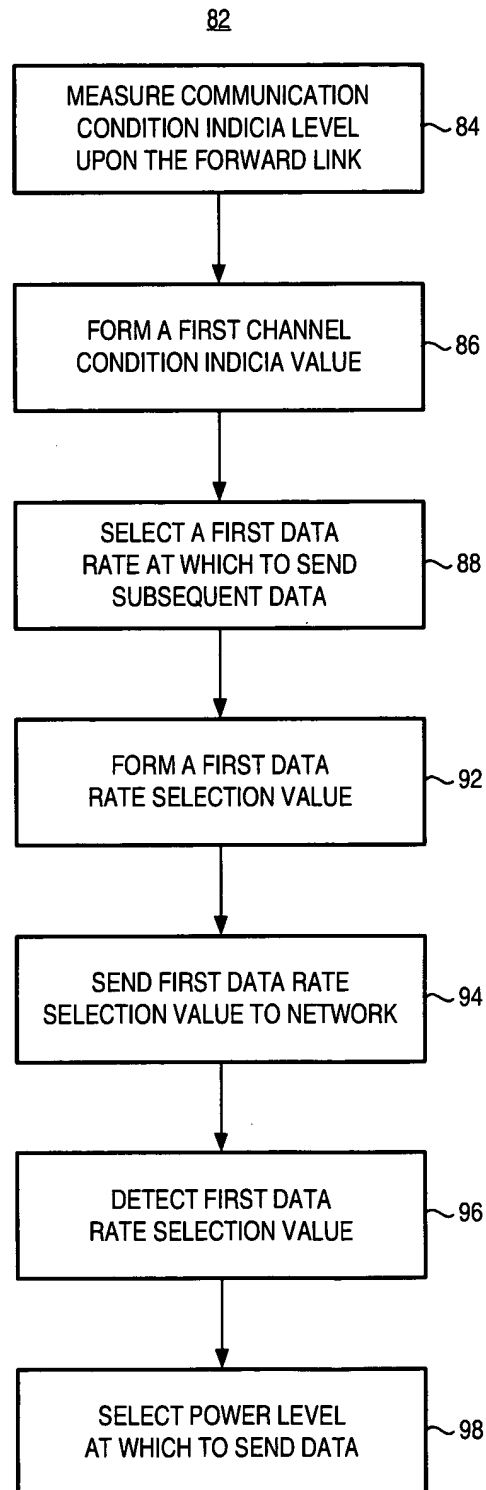 82
MEASURE COMMUNICATION
CONDITION INDICIA LEVEL
UPON THE FORWARD LINK
84
FORM A FIRST CHANNEL
CONDITION INDICIA VALUE
86
SELECT A FIRST DATA
RATE AT WHICH TO SEND
SUBSEQUENT DATA
88
FORM A FIRST DATA
RATE SELECTION VALUE
92
SEND FIRST DATA RATE
SELECTION VALUE TO NETWORK
94
DETECT FIRST DATA
RATE SELECTION VALUE
96
SELECT POWER LEVEL
AT WHICH TO SEND DATA
98